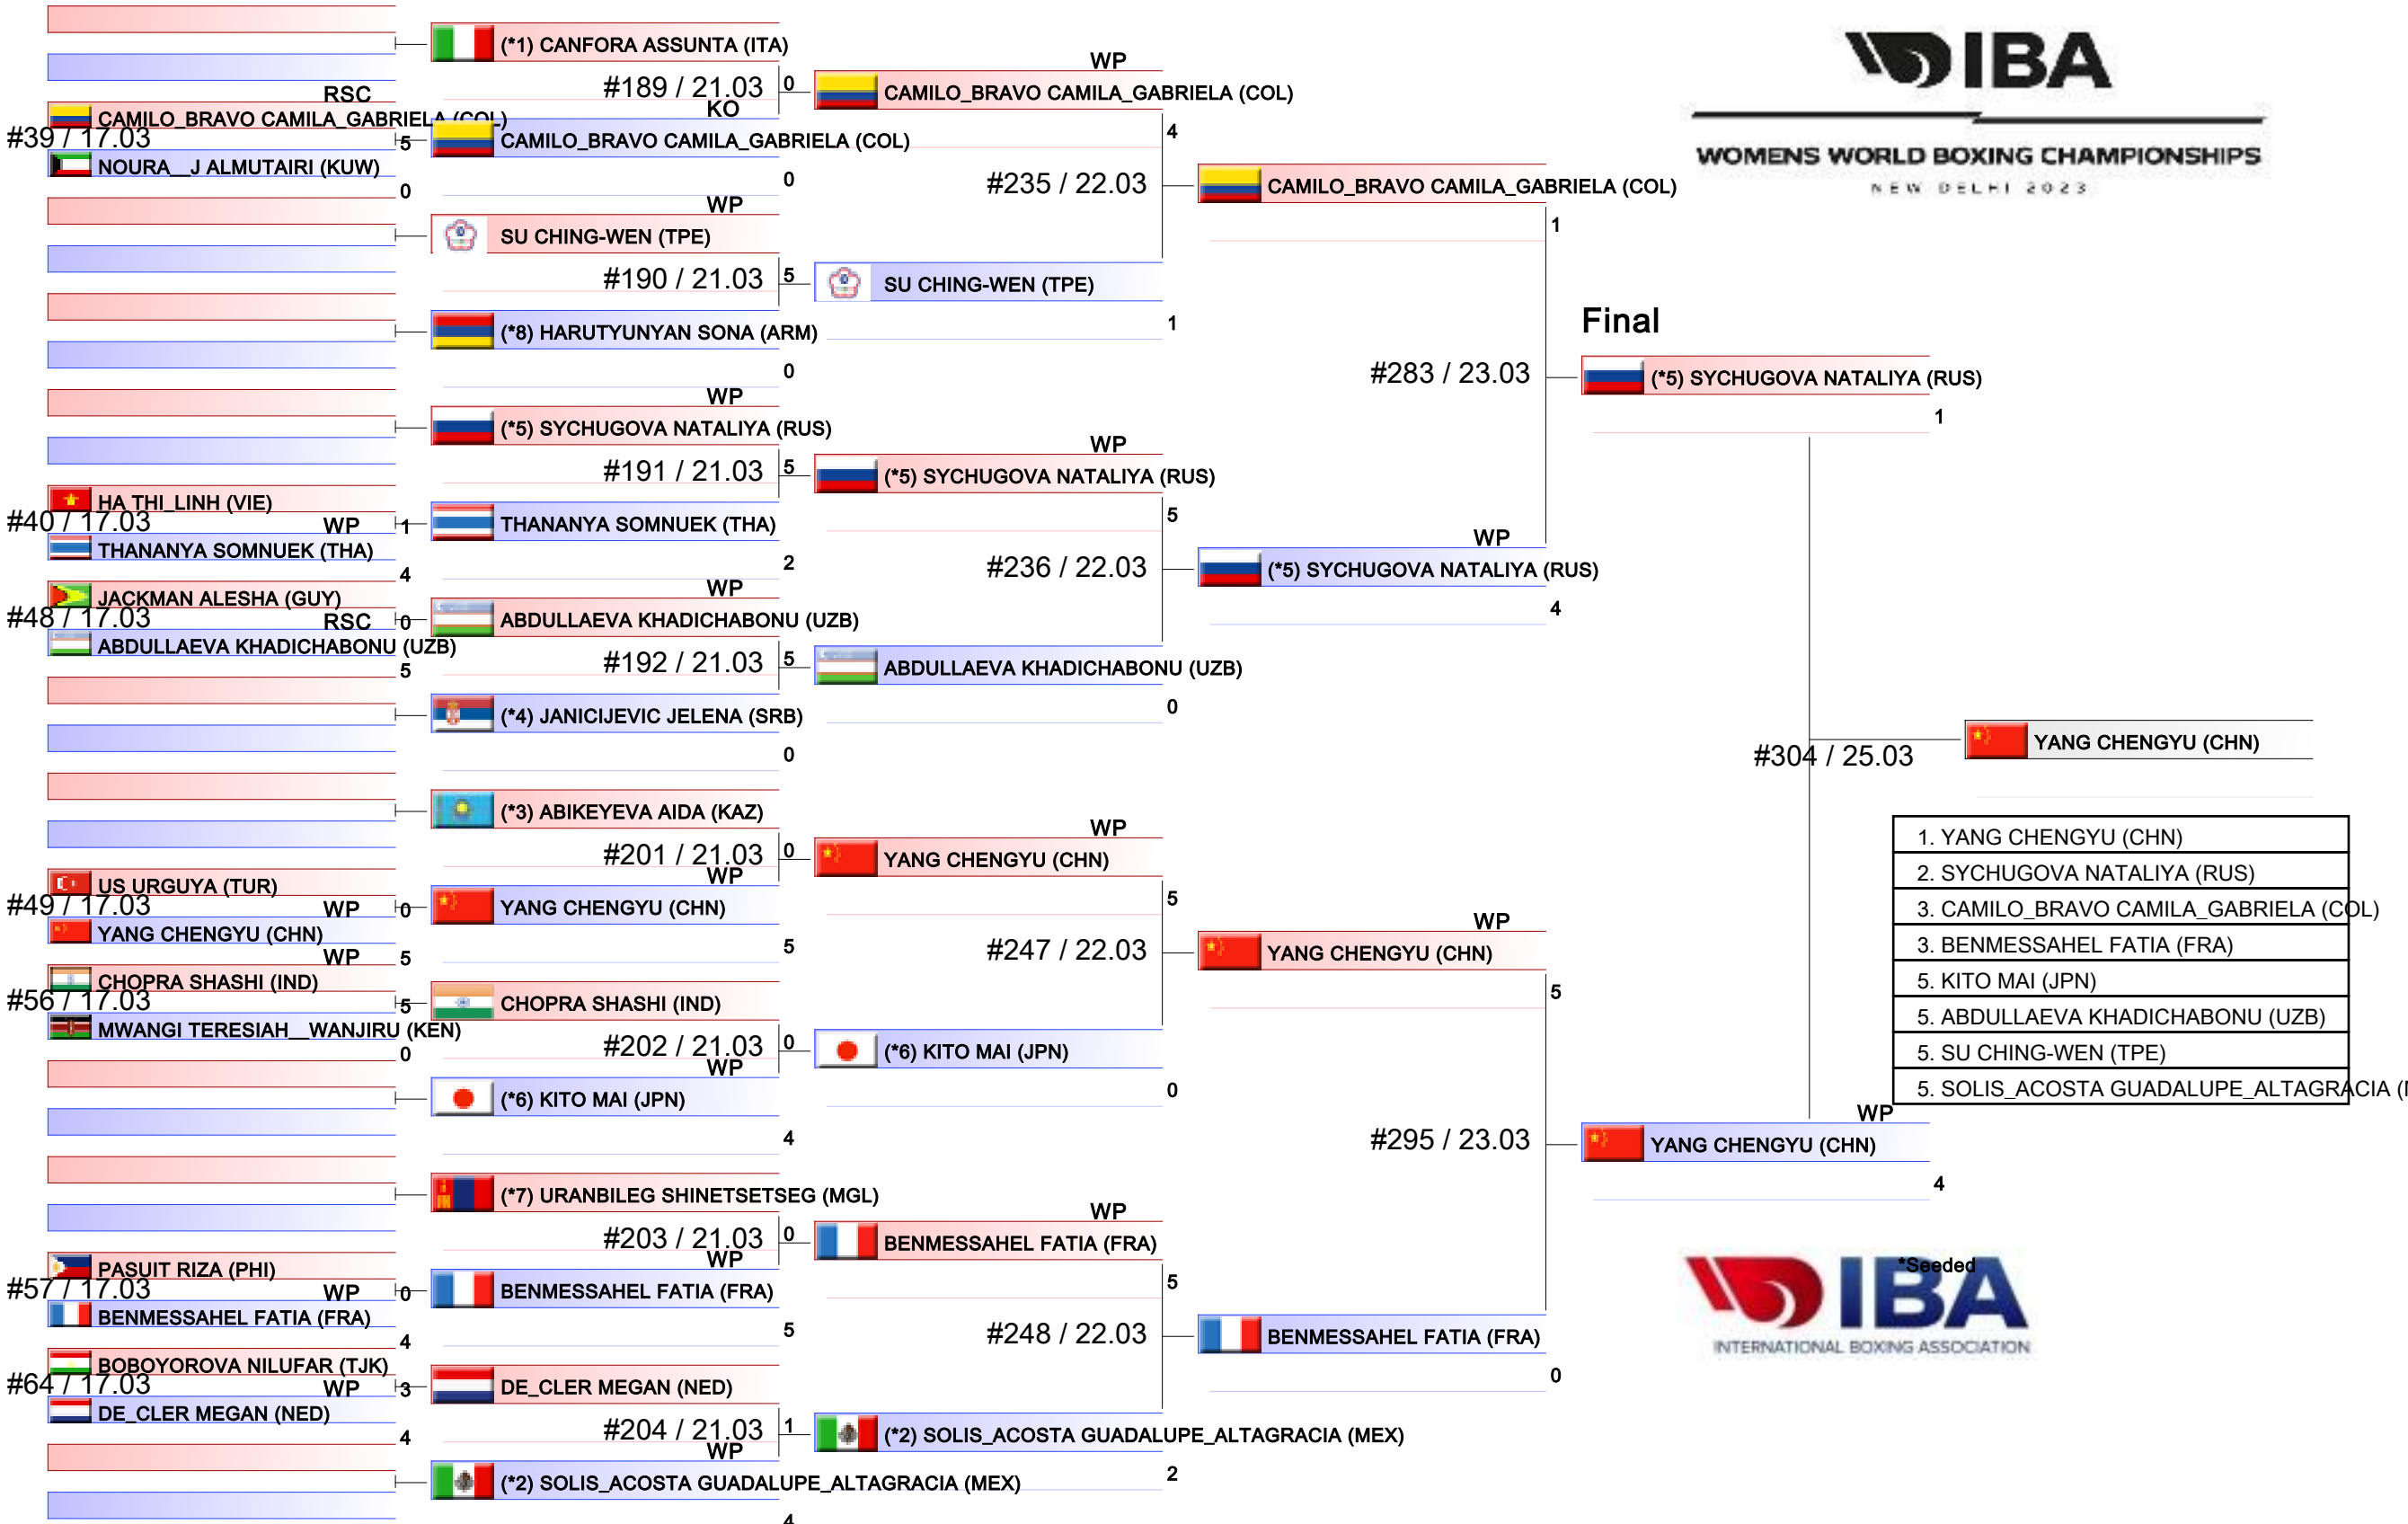 IBA
WOMENS WORLD BOXING CHAMPIONSHIPS
NEW DELHI 2023
RSC
CAMILO_BRAVO CAMILA_GABRIELA (COL)
#39 / 17.03
5
NOURA__J ALMUTAIRI (KUW)
0
HA THI_LINH (VIE)
#40 / 17.03
WP
1
THANANYA SOMNUEK (THA)
4
JACKMAN ALESHA (GUY)
#48 / 17.03
RSC
0
ABDULLAEVA KHADICHABONU (UZB)
5
US URGUYA (TUR)
#49 / 17.03
WP
0
YANG CHENGYU (CHN)
5
WP
CHOPRA SHASHI (IND)
#56 / 17.03
5
MWANGI TERESIAH__WANJIRU (KEN)
0
PASUIT RIZA (PHI)
#57 / 17.03
WP
0
BENMESSAHEL FATIA (FRA)
4
BOBOYOROVA NILUFAR (TJK)
#64 / 17.03
WP
3
DE_CLER MEGAN (NED)
4
(*1) CANFORA ASSUNTA (ITA)
#189 / 21.03
0
KO
CAMILO_BRAVO CAMILA_GABRIELA (COL)
0
WP
SU CHING-WEN (TPE)
#190 / 21.03
5
(*8) HARUTYUNYAN SONA (ARM)
0
WP
(*5) SYCHUGOVA NATALIYA (RUS)
#191 / 21.03
5
THANANYA SOMNUEK (THA)
2
WP
ABDULLAEVA KHADICHABONU (UZB)
#192 / 21.03
5
(*4) JANICIJEVIC JELENA (SRB)
0
(*3) ABIKEYEVA AIDA (KAZ)
#201 / 21.03
0
WP
YANG CHENGYU (CHN)
5
CHOPRA SHASHI (IND)
#202 / 21.03
0
WP
(*6) KITO MAI (JPN)
4
(*7) URANBILEG SHINETSETSEG (MGL)
#203 / 21.03
0
WP
BENMESSAHEL FATIA (FRA)
5
DE_CLER MEGAN (NED)
#204 / 21.03
1
WP
(*2) SOLIS_ACOSTA GUADALUPE_ALTAGRACIA (MEX)
4
WP
CAMILO_BRAVO CAMILA_GABRIELA (COL)
4
#235 / 22.03
SU CHING-WEN (TPE)
1
WP
(*5) SYCHUGOVA NATALIYA (RUS)
5
#236 / 22.03
ABDULLAEVA KHADICHABONU (UZB)
0
WP
YANG CHENGYU (CHN)
5
#247 / 22.03
(*6) KITO MAI (JPN)
0
WP
BENMESSAHEL FATIA (FRA)
5
#248 / 22.03
(*2) SOLIS_ACOSTA GUADALUPE_ALTAGRACIA (MEX)
2
CAMILO_BRAVO CAMILA_GABRIELA (COL)
1
#283 / 23.03
WP
(*5) SYCHUGOVA NATALIYA (RUS)
4
WP
YANG CHENGYU (CHN)
5
#295 / 23.03
BENMESSAHEL FATIA (FRA)
0
Final
(*5) SYCHUGOVA NATALIYA (RUS)
1
#304 / 25.03
WP
YANG CHENGYU (CHN)
4
YANG CHENGYU (CHN)
1. YANG CHENGYU (CHN)
2. SYCHUGOVA NATALIYA (RUS)
3. CAMILO_BRAVO CAMILA_GABRIELA (COL)
3. BENMESSAHEL FATIA (FRA)
5. KITO MAI (JPN)
5. ABDULLAEVA KHADICHABONU (UZB)
5. SU CHING-WEN (TPE)
5. SOLIS_ACOSTA GUADALUPE_ALTAGRACIA (
*Seeded
IBA
INTERNATIONAL BOXING ASSOCIATION